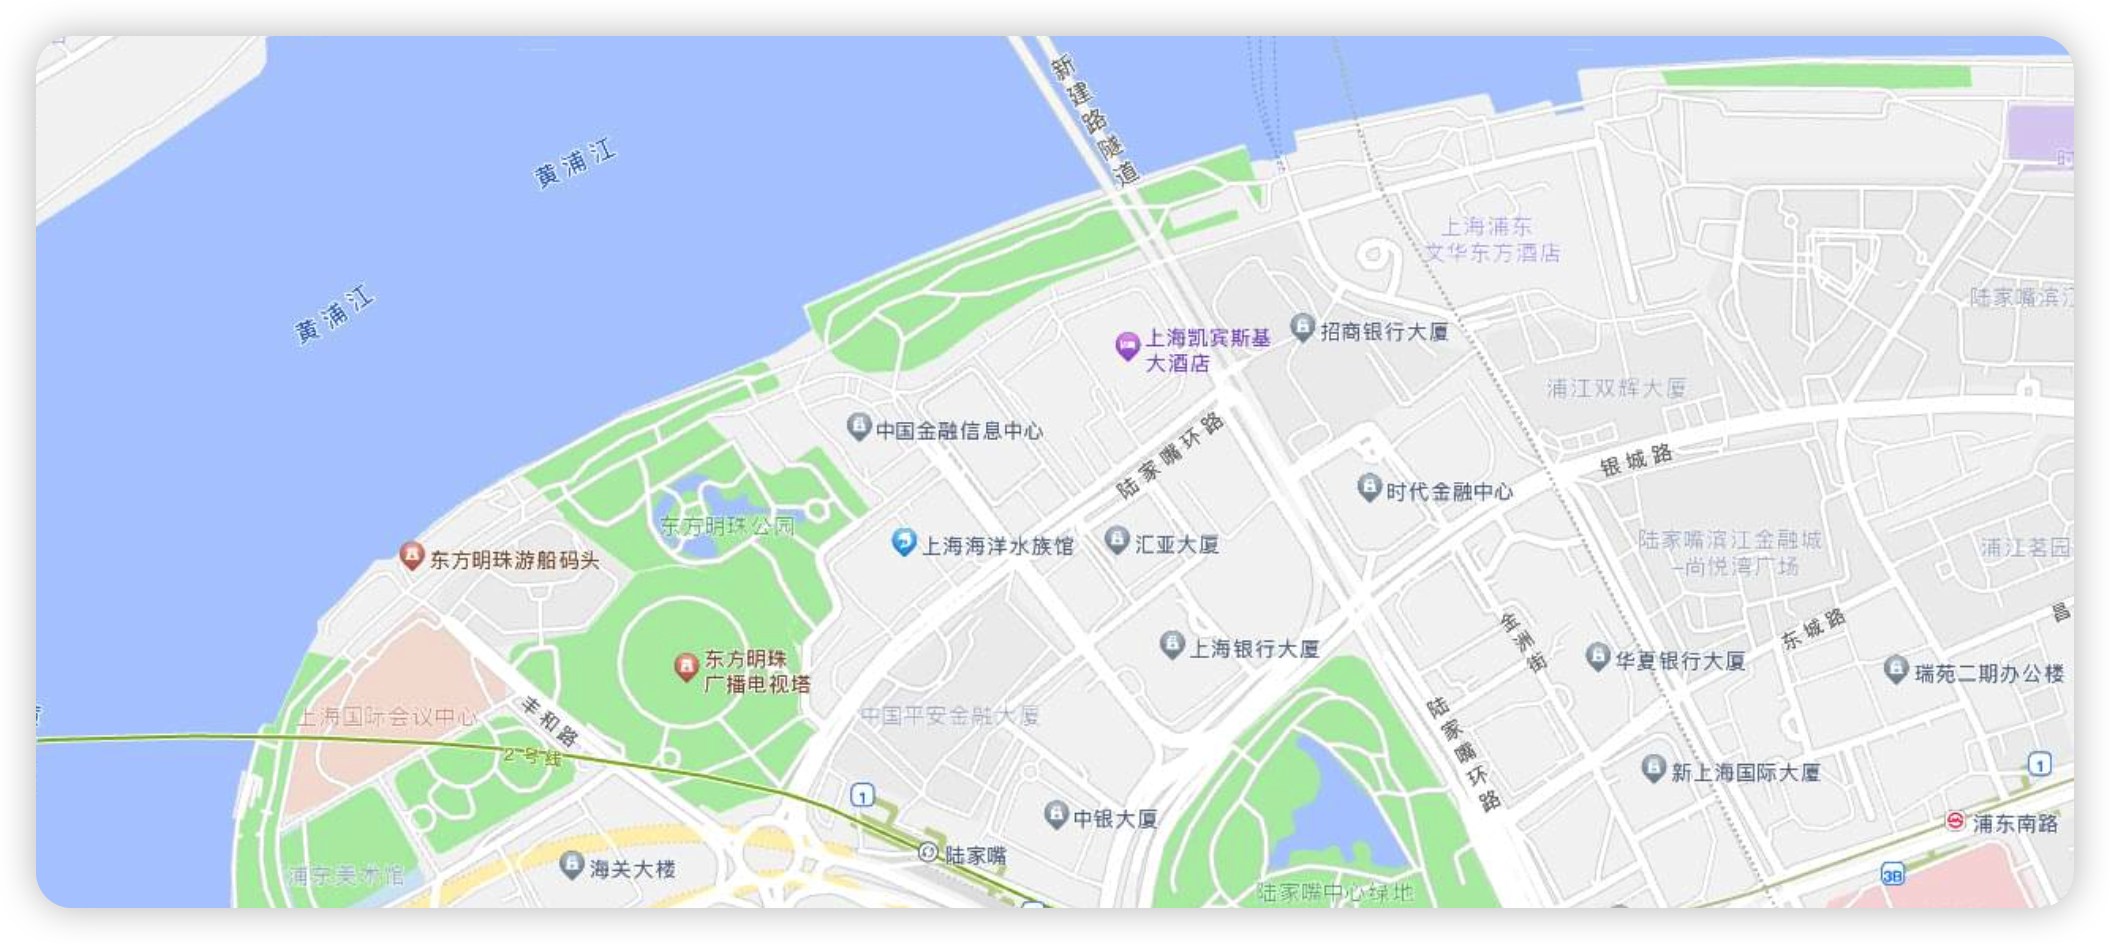 新建路隧道
黄浦江
黄浦江
上海浦东
文华东方酒店
陆家嘴滨江
上海凯宾斯基
大酒店
招商银行大厦
浦江双辉大厦
中国金融信息中心
陆家嘴环路
银城路
时代金融中心
东方明珠公园
上海海洋水族馆
汇亚大厦
陆家嘴滨江金融城
-尚悦湾广场
浦江茗园
东方明珠游船码头
金洲街
东城路
昌
上海银行大厦
华夏银行大厦
瑞苑二期办公楼
东方明珠
广播电视塔
上海国际会议中心
丰和路
中国平安金融大厦
陆家嘴环路
2号线
新上海国际大厦
1
1
中银大厦
浦东南路
海关大楼
陆家嘴
浦东美术馆
3B
陆家嘴中心绿地